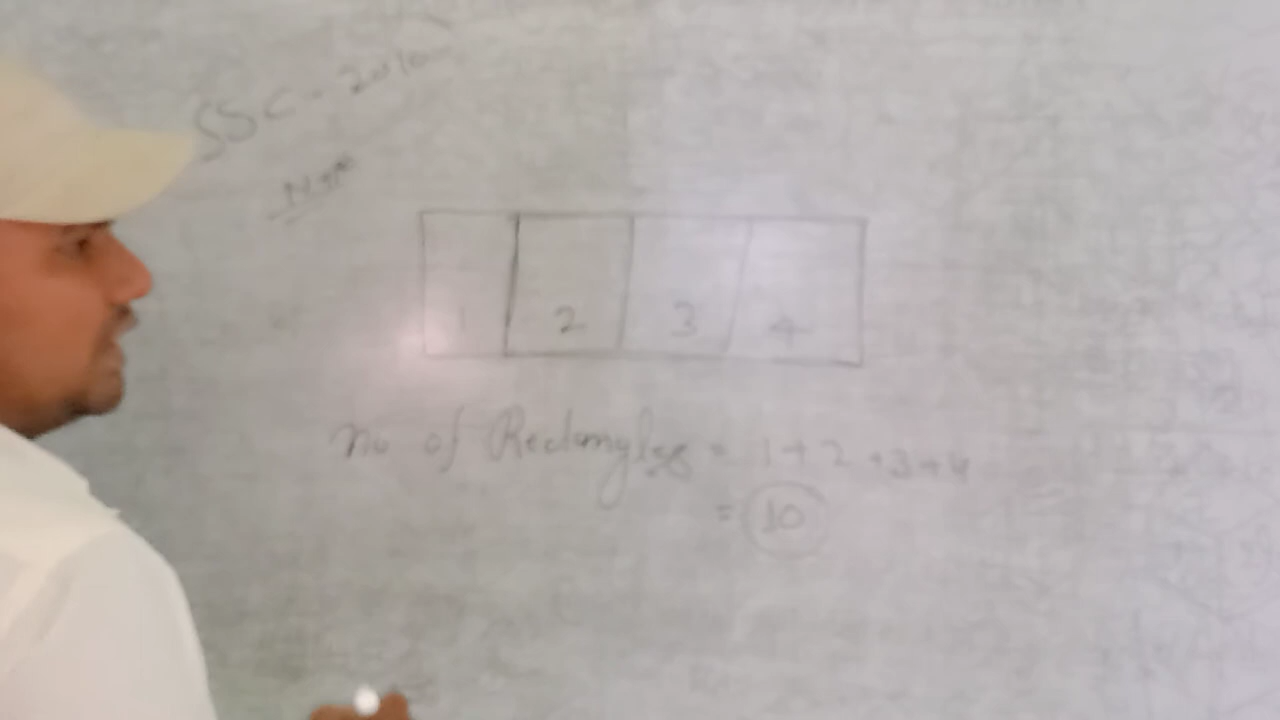 SSC - 2010
1 2 3 4
No of Rectangles = 1 + 2 + 3 + 4
= 10